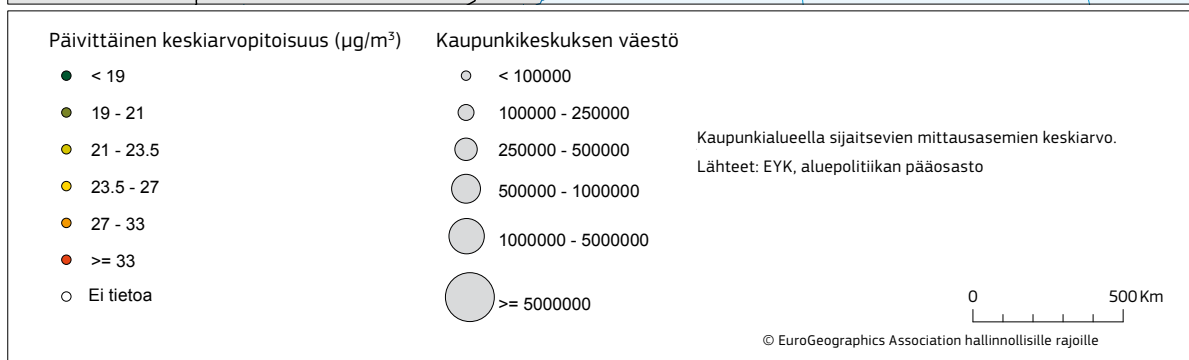 Päivittäinen keskiarvopitoisuus (µg/m³)
< 19
19 - 21
21 - 23.5
23.5 - 27
27 - 33
>= 33
Ei tietoa
Kaupunkikeskuksen väestö
< 100000
100000 - 250000
250000 - 500000
500000 - 1000000
1000000 - 5000000
>= 5000000
Kaupunkialueella sijaitsevien mittausasemien keskiarvo.
Lähteet: EYK, aluepolitiikan pääosasto
0 500 Km
© EuroGeographics Association hallinnollisille rajoille